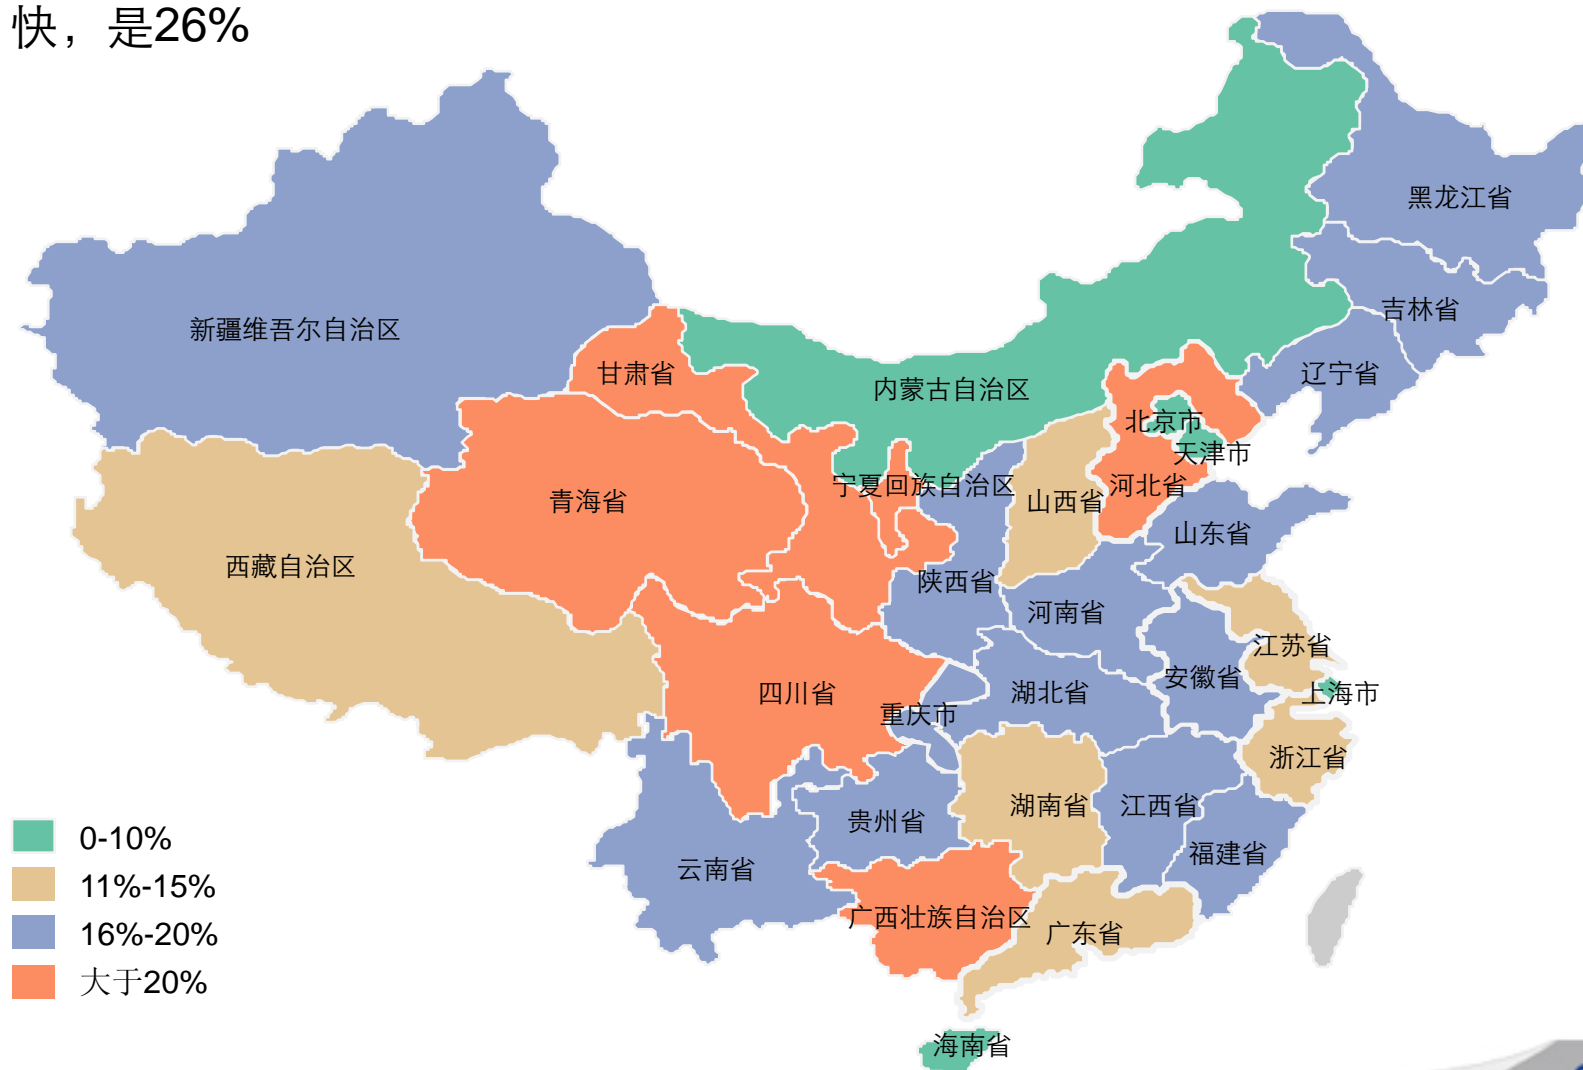 快，是26%
黑龙江省
吉林省
新疆维吾尔自治区
辽宁省
甘肃省
内蒙古自治区
北京市
天津市
宁夏回族自治区
河北省
青海省
山西省
山东省
西藏自治区
陕西省
河南省
江苏省
安徽省
四川省
湖北省
上海市
重庆市
浙江省
湖南省
江西省
贵州省
福建省
云南省
广西壮族自治区
广东省
海南省
0-10%
11%-15%
16%-20%
大于20%